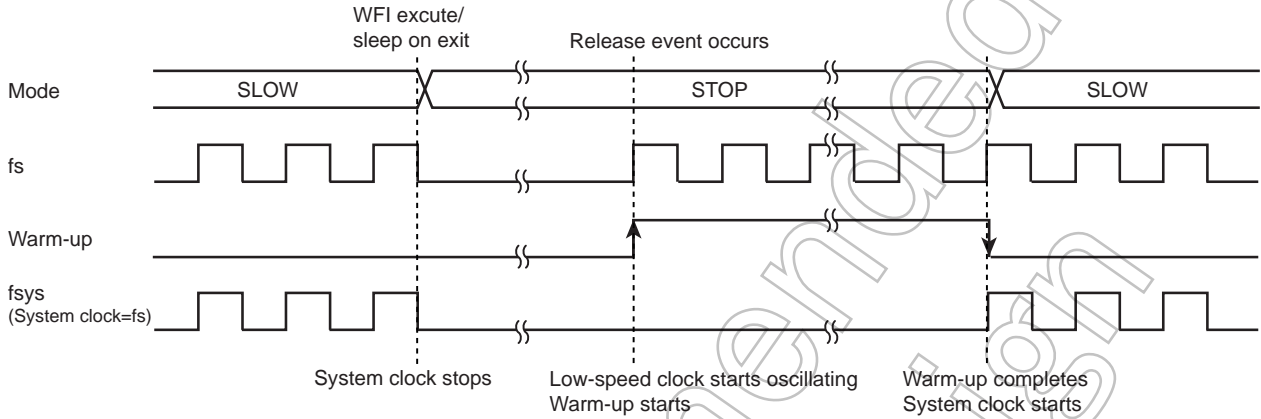 WFI excute/
sleep on exit
Release event occurs
Mode
SLOW
STOP
SLOW
fs
Warm-up
fsys
(System clock=fs)
System clock stops
Low-speed clock starts oscillating
Warm-up starts
Warm-up completes
System clock starts